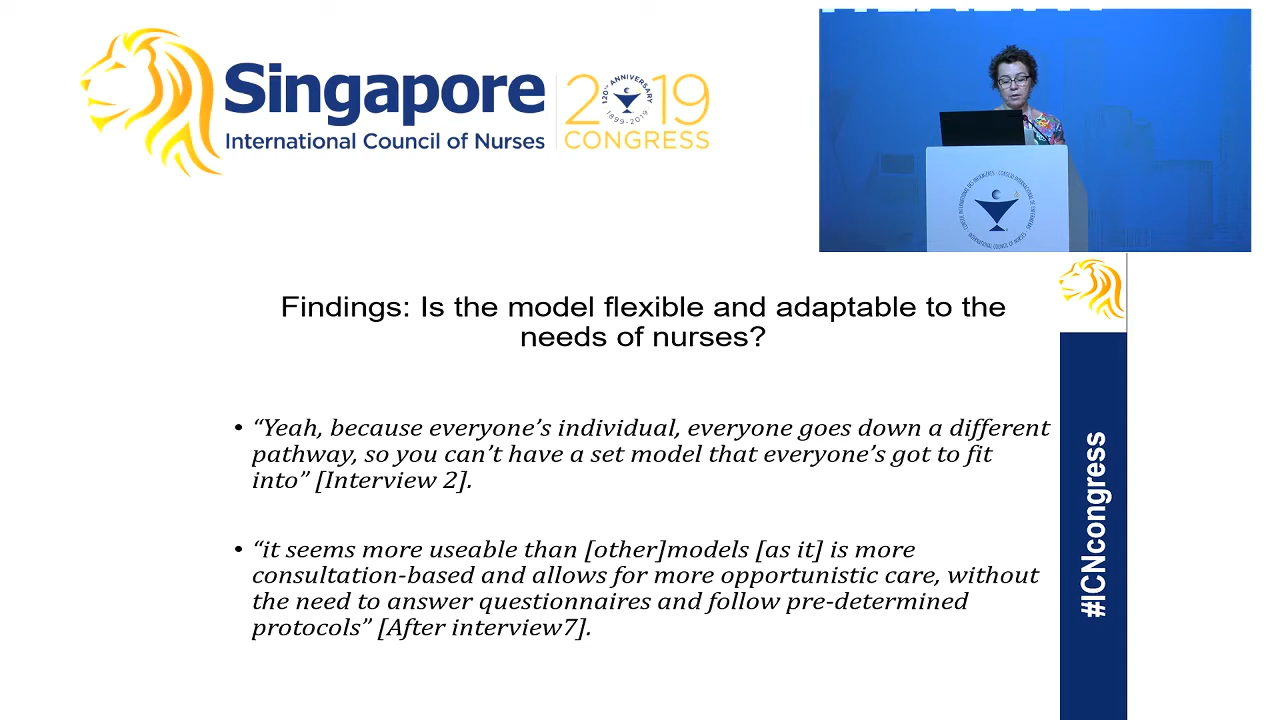 Singapore
International Council of Nurses
2019
120TH ANNIVERSARY
1899-2019
CONGRESS
Findings: Is the model flexible and adaptable to the
needs of nurses?
• “Yeah, because everyone’s individual, everyone goes down a different
pathway, so you can’t have a set model that everyone’s got to fit
into” [Interview 2].
• “it seems more useable than [other]models [as it] is more
consultation-based and allows for more opportunistic care, without
the need to answer questionnaires and follow pre-determined
protocols” [After interview7].
#ICNcongress
INTERNATIONAL COUNCIL OF NURSES